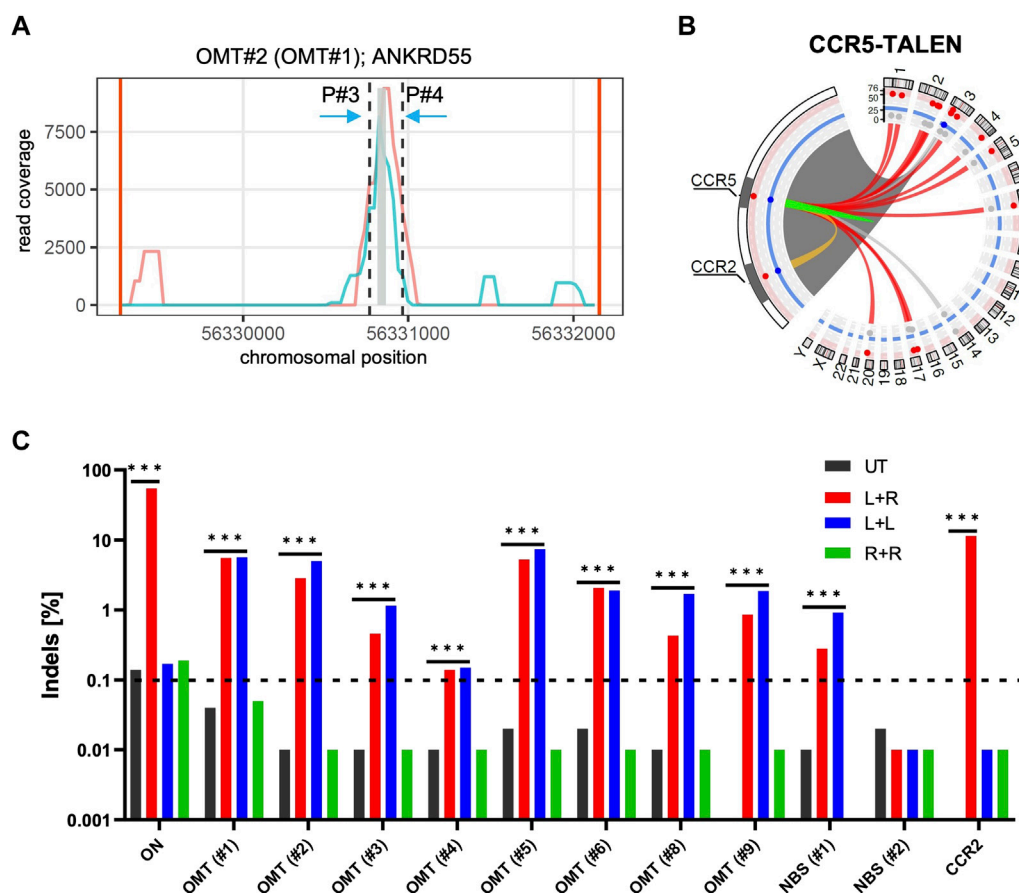 A
OMT#2 (OMT#1); ANKRD55
P#3
P#4
7500
5000
2500
0
read coverage
56330000
56331000
56332000
chromosomal position
B
CCR5-TALEN
CCR5
CCR2
76
50
25
0
1
2
3
4
5
12
13
14
15
16
17
18
19
20
21
22
X
Y
C
Indels [%]
100
10
1
0.1
0.01
0.001
UT
L+R
L+L
R+R
***
***
***
***
***
***
***
***
***
***
***
ON
OMT (#1)
OMT (#2)
OMT (#3)
OMT (#4)
OMT (#5)
OMT (#6)
OMT (#8)
OMT (#9)
NBS (#1)
NBS (#2)
CCR2